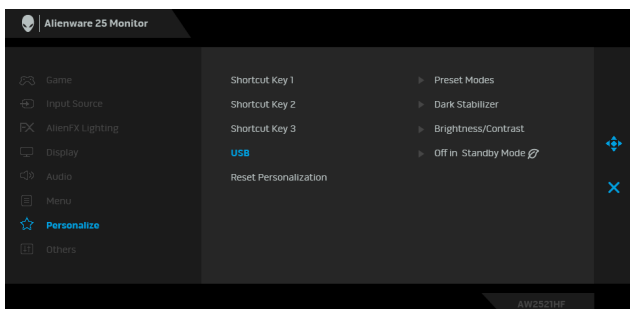 Alienware 25 Monitor
Game
Input Source
FX AlienFX Lighting
Display
Audio
Menu
Personalize
Others
Shortcut Key 1 Preset Modes
Shortcut Key 2 Dark Stabilizer
Shortcut Key 3 Brightness/Contrast
USB Off in Standby Mode
Reset Personalization
AW2521HF